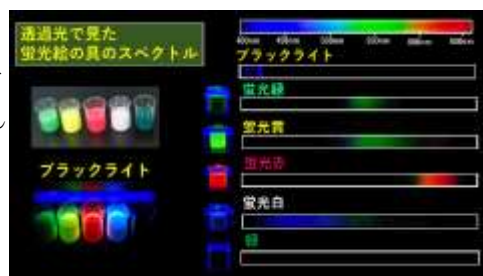 透過光で見た
蛍光絵の具のスペクトル
ブラックライト
蛍光緑
蛍光黄
ブラックライト
蛍光赤
蛍光白
緑